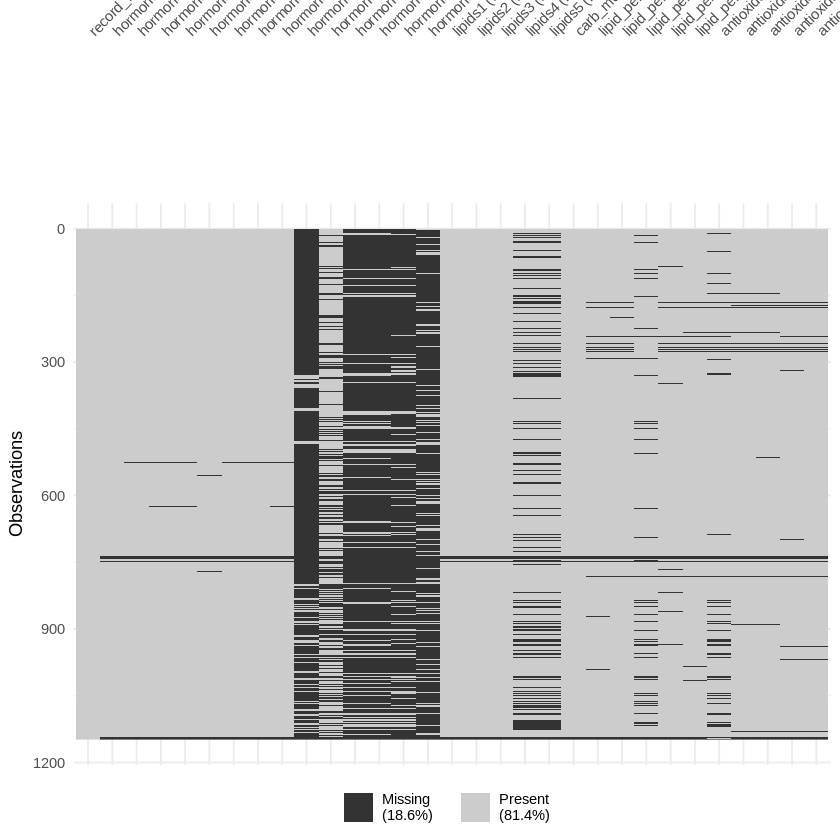 record_
hormon
hormon
hormon
hormon
hormon
hormon
hormon
hormon
hormon
hormon
hormon
hormon
hormon
hormon
lipids1 (
lipids2 (
lipids3 (
lipids4 (
lipids5 (
carb_m
lipid_pe
lipid_pe
lipid_pe
lipid_pe
lipid_pe
antioxid
antioxid
antioxid
antioxid
anti
0
300
600
900
1200
Observations
Missing
(18.6%)
Present
(81.4%)